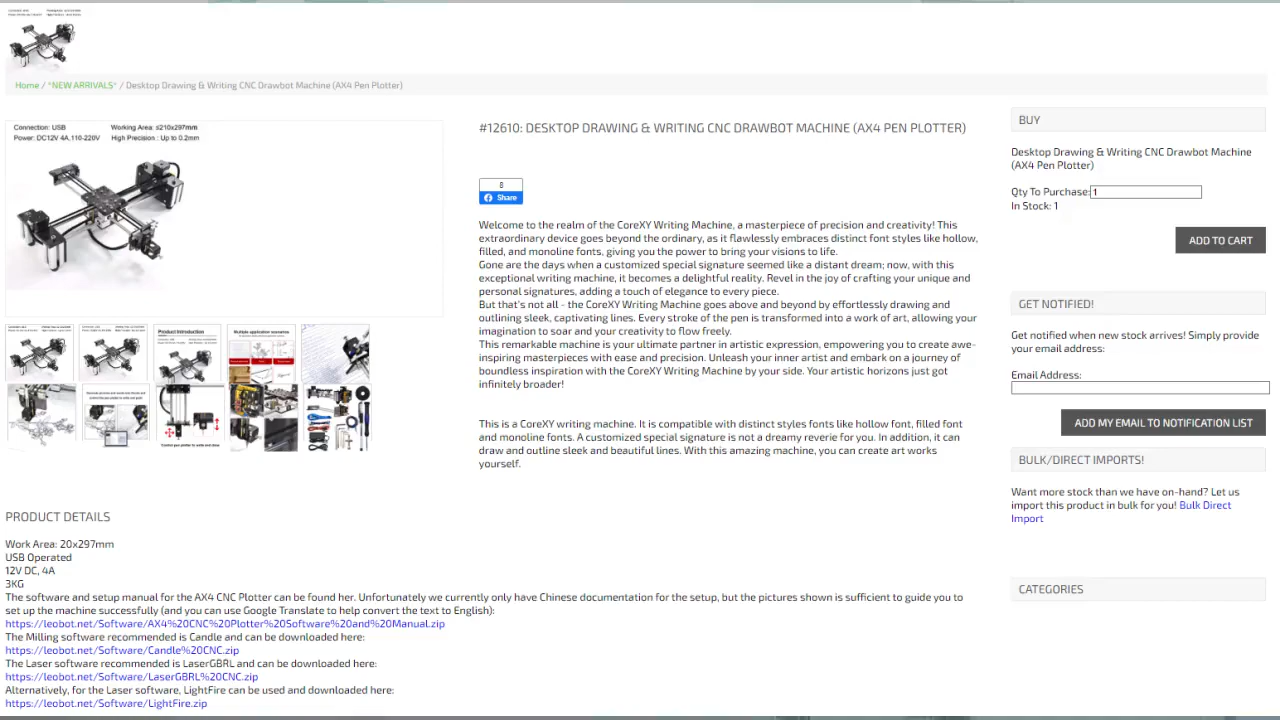 Home / *NEW ARRIVALS* / Desktop Drawing & Writing CNC Drawbot Machine (AX4 Pen Plotter)
Connection: USB Working Area: ≤210x297mm
Power: DC12V 4A,110-220V High Precision : Up to 0.2mm
Product Introduction
Multiple application scenarios
#12610: DESKTOP DRAWING & WRITING CNC DRAWBOT MACHINE (AX4 PEN PLOTTER)
8
Share
Welcome to the realm of the CoreXY Writing Machine, a masterpiece of precision and creativity! This
extraordinary device goes beyond the ordinary, as it flawlessly embraces distinct font styles like hollow,
filled, and monoline fonts, giving you the power to bring your visions to life.
Gone are the days when a customized special signature seemed like a distant dream; now, with this
exceptional writing machine, it becomes a delightful reality. Revel in the joy of crafting your unique and
personal signatures, adding a touch of elegance to every piece.
But that's not all - the CoreXY Writing Machine goes above and beyond by effortlessly drawing and
outlining sleek, captivating lines. Every stroke of the pen is transformed into a work of art, allowing your
imagination to soar and your creativity to flow freely.
This remarkable machine is your ultimate partner in artistic expression, empowering you to create awe-
inspiring masterpieces with ease and precision. Unleash your inner artist and embark on a journey of
boundless inspiration with the CoreXY Writing Machine by your side. Your artistic horizons just got
infinitely broader!
This is a CoreXY writing machine. It is compatible with distinct styles fonts like hollow font, filled font
and monoline fonts. A customized special signature is not a dreamy reverie for you. In addition, it can
draw and outline sleek and beautiful lines. With this amazing machine, you can create art works
yourself.
BUY
Desktop Drawing & Writing CNC Drawbot Machine
(AX4 Pen Plotter)
Qty To Purchase: 1
In Stock: 1
ADD TO CART
GET NOTIFIED!
Get notified when new stock arrives! Simply provide
your email address:
Email Address:
ADD MY EMAIL TO NOTIFICATION LIST
BULK/DIRECT IMPORTS!
Want more stock than we have on-hand? Let us
import this product in bulk for you! Bulk Direct
Import
CATEGORIES
PRODUCT DETAILS
Work Area: 20x297mm
USB Operated
12V DC, 4A
3KG
The software and setup manual for the AX4 CNC Plotter can be found her. Unfortunately we currently only have Chinese documentation for the setup, but the pictures shown is sufficient to guide you to
set up the machine successfully (and you can use Google Translate to help convert the text to English):
https://leobot.net/Software/AX4%20CNC%20Plotter%20Software%20and%20Manual.zip
The Milling software recommended is Candle and can be downloaded here:
https://leobot.net/Software/Candle%20CNC.zip
The Laser software recommended is LaserGBRL and can be downloaded here:
https://leobot.net/Software/LaserGBRL%20CNC.zip
Alternatively, for the Laser software, LightFire can be used and downloaded here:
https://leobot.net/Software/LightFire.zip